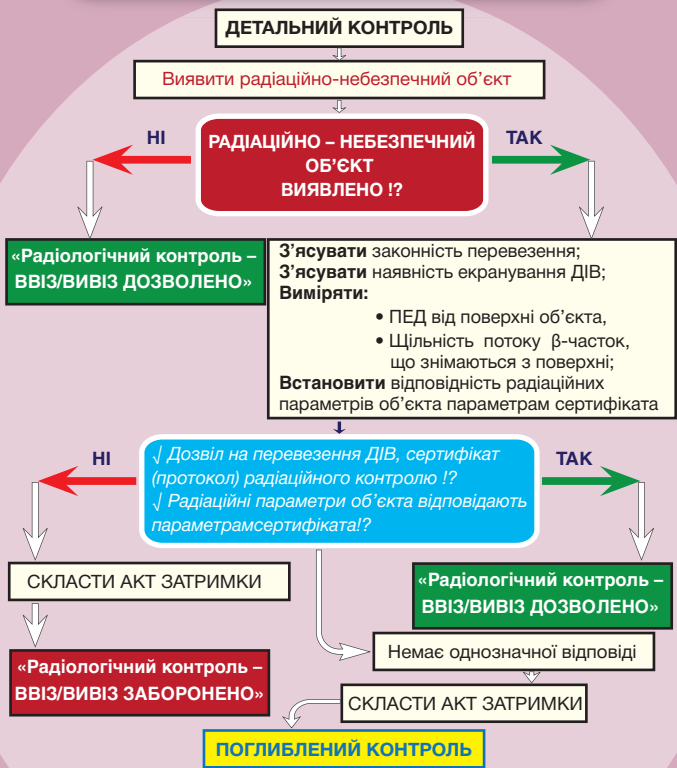 ДЕТАЛЬНИЙ КОНТРОЛЬ
Виявити радіаційно-небезпечний об’єкт
НІ
РАДІАЦІЙНО – НЕБЕЗПЕЧНИЙ
ОБ’ЄКТ
ВИЯВЛЕНО !?
ТАК
«Радіологічний контроль –
ВВІЗ/ВИВІЗ ДОЗВОЛЕНО»
З’ясувати законність перевезення;
З’ясувати наявність екранування ДІВ;
Виміряти:
• ПЕД від поверхні об’єкта,
• Щільність потоку β-часток,
що знімаються з поверхні;
Встановити відповідність радіаційних
параметрів об’єкта параметрам сертифіката
НІ
√ Дозвіл на перевезення ДІВ, сертифікат
(протокол) радіаційного контролю !?
√ Радіаційні параметри об’єкта відповідають
параметрамсертифіката!?
ТАК
СКЛАСТИ АКТ ЗАТРИМКИ
«Радіологічний контроль –
ВВІЗ/ВИВІЗ ДОЗВОЛЕНО»
«Радіологічний контроль –
ВВІЗ/ВИВІЗ ЗАБОРОНЕНО»
Немає однозначної відповіді
СКЛАСТИ АКТ ЗАТРИМКИ
ПОГЛИБЛЕНИЙ КОНТРОЛЬ